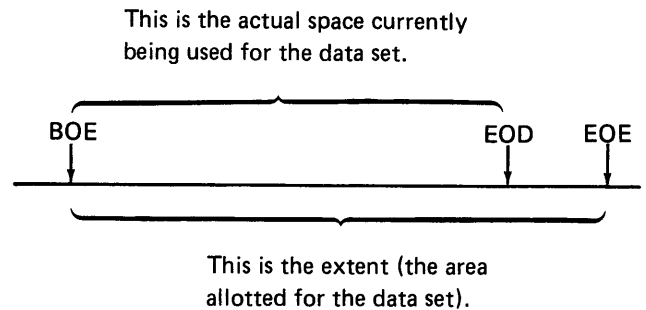 This is the actual space currently
being used for the data set.
BOE EOD EOE
This is the extent (the area
allotted for the data set).